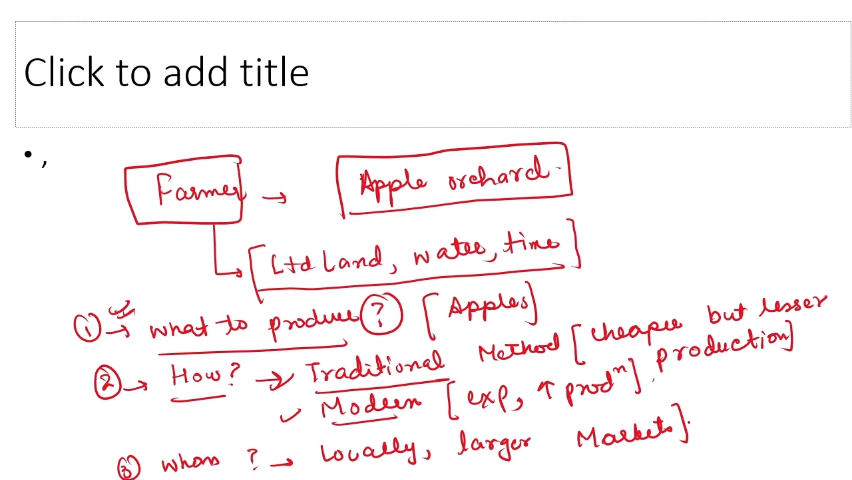 Click to add title
• ,
Farmer → Apple orchard.
[Ltd Land, water, time]
① → what to produce ? [Apples]
② → How? → Traditional Method [cheaper but lesser production]
Modern [exp, ↑ prodⁿ].
③ whom ? → Locally, larger Markets].